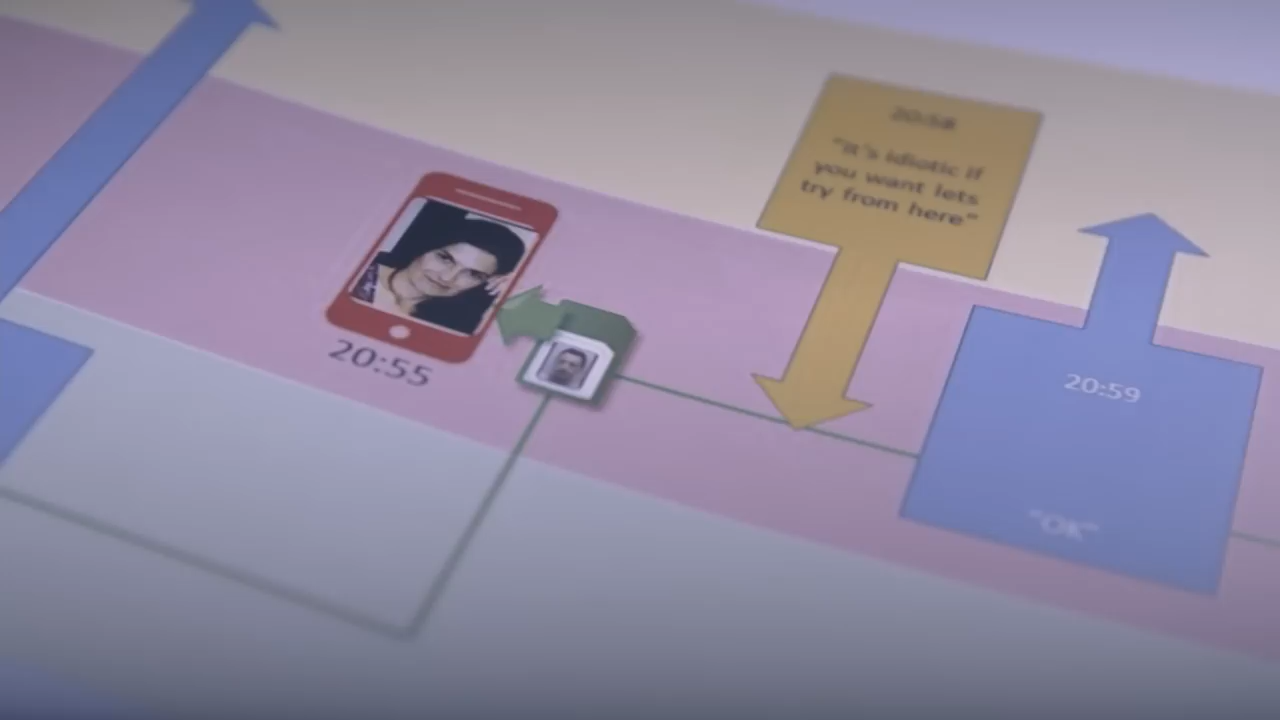 20:58
"it's idiotic if
you want lets
try from here"
20:55
20:59
"OK"